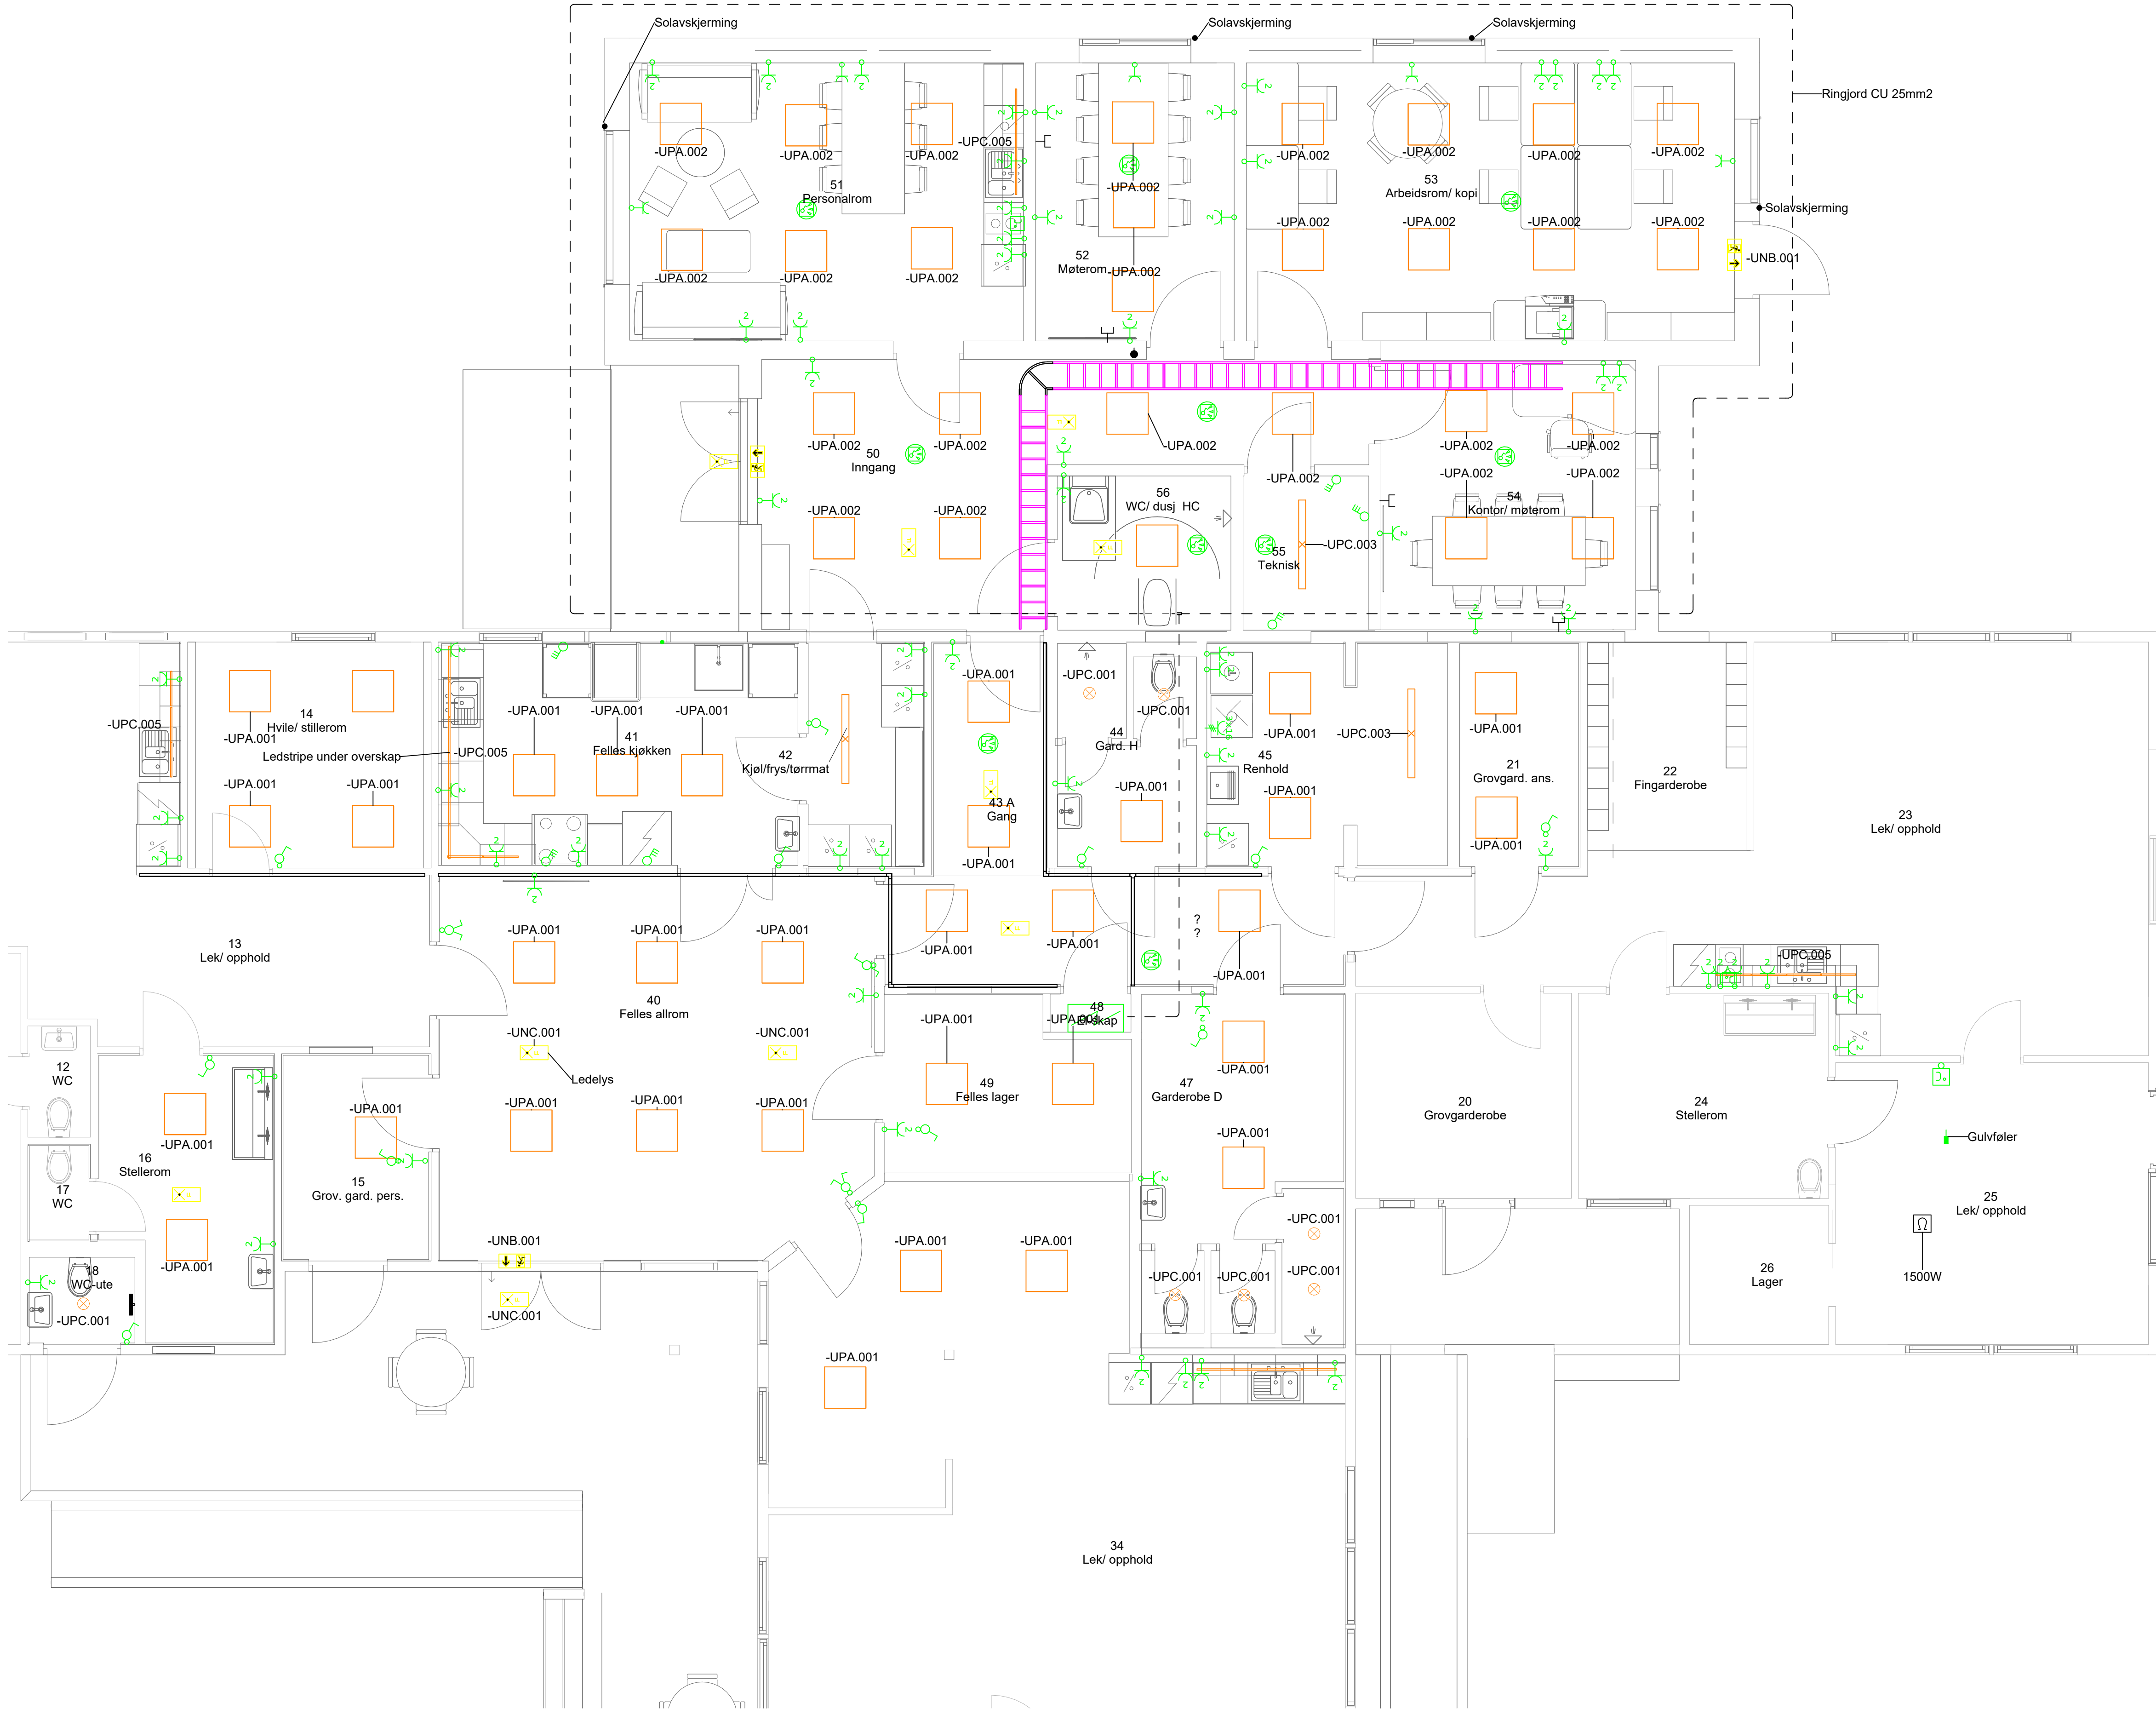 Solavskjerming
Solavskjerming
Solavskjerming
Ringjord CU 25mm2
-UPC.005
-UPA.002
-UPA.002
-UPA.002
-UPA.002
-UPA.002
-UPA.002
-UPA.002
-UPA.002
51
Personalrom
53
Arbeidsrom/ kopi
Solavskjerming
-UPA.002
-UPA.002
-UPA.002
-UPA.002
52
Møterom
-UNB.001
-UPA.002
-UPA.002
-UPA.002
-UPA.002
-UPA.002
-UPA.002
-UPA.002
-UPA.002
-UPA.002
-UPA.002
50
Inngang
-UPA.002
-UPA.002
-UPA.002
-UPA.002
56
WC/ dusj HC
54
Kontor/ møterom
-UPA.002
-UPA.002
-UPC.003
55
Teknisk
-UPA.001
-UPC.001
-UPC.005
14
Hvile/ stillerom
-UPA.001
-UPA.001
-UPA.001
-UPA.001
-UPC.001
41
Felles kjøkken
-UPC.005
Ledstripe under overskap
42
Kjøl/frys/tørrmat
44
Gard. H
45
Renhold
-UPA.001
-UPC.003
-UPA.001
21
Grovgard. ans.
22
Fingarderobe
-UPA.001
-UPA.001
43 A
Gang
-UPA.001
-UPA.001
-UPA.001
-UPA.001
23
Lek/ opphold
13
Lek/ opphold
-UPA.001
-UPA.001
-UPA.001
-UPA.001
-UPA.001
?
?
-UPA.001
-UPC.005
40
Felles allrom
-UNC.001
-UNC.001
Ledelys
-UPA.001
-UPA.001
48
El-skap
12
WC
-UPA.001
49
Felles lager
47
Garderobe D
20
Grovgarderobe
24
Stellerom
-UPA.001
-UPA.001
-UPA.001
-UPA.001
-UPA.001
-UPA.001
Gulvføler
16
Stellerom
17
WC
15
Grov. gard. pers.
25
Lek/ opphold
-UNB.001
-UPA.001
-UPA.001
-UPC.001
-UPA.001
18
WC-ute
-UPC.001
-UPC.001
-UPC.001
-UPC.001
26
Lager
1500W
-UNC.001
-UPA.001
34
Lek/ opphold